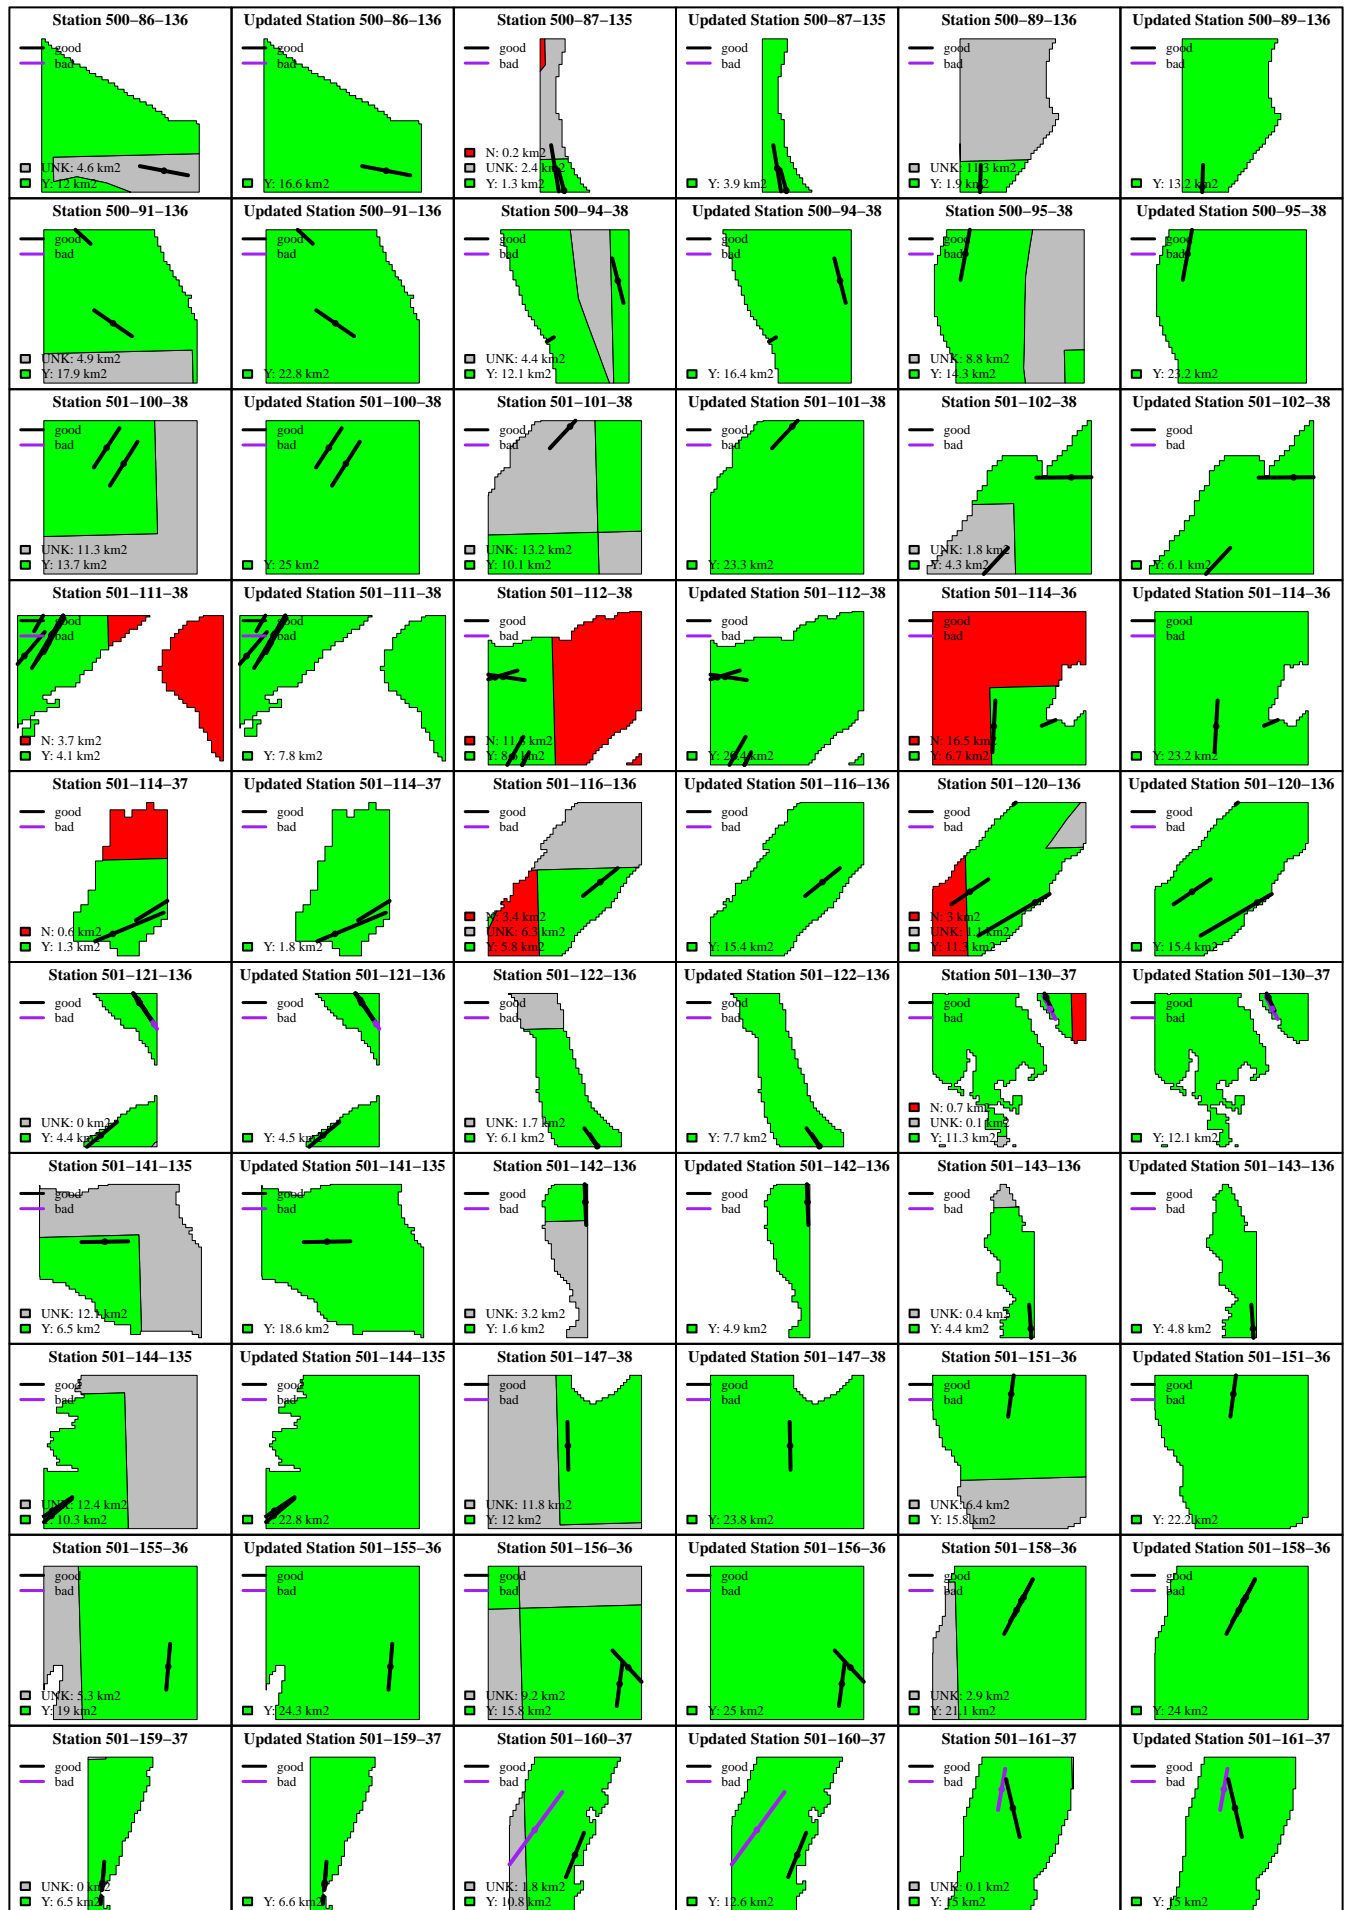 Station 500−86−136
good
bad
UNK: 4.6 km2
Y: 12 km2
Updated Station 500−86−136
good
bad
Y: 16.6 km2
Station 500−87−135
good
bad
N: 0.2 km2
UNK: 2.4 km2
Y: 1.3 km2
Updated Station 500−87−135
good
bad
Y: 3.9 km2
Station 500−89−136
good
bad
UNK: 11.3 km2
Y: 1.9 km2
Updated Station 500−89−136
good
bad
Y: 13.2 km2
Station 500−91−136
good
bad
UNK: 4.9 km2
Y: 17.9 km2
Updated Station 500−91−136
good
bad
Y: 22.8 km2
Station 500−94−38
good
bad
UNK: 4.4 km2
Y: 12.1 km2
Updated Station 500−94−38
good
bad
Y: 16.4 km2
Station 500−95−38
good
bad
UNK: 8.8 km2
Y: 14.3 km2
Updated Station 500−95−38
good
bad
Y: 23.2 km2
Station 501−100−38
good
bad
UNK: 11.3 km2
Y: 13.7 km2
Updated Station 501−100−38
good
bad
Y: 25 km2
Station 501−101−38
good
bad
UNK: 13.2 km2
Y: 10.1 km2
Updated Station 501−101−38
good
bad
Y: 23.3 km2
Station 501−102−38
good
bad
UNK: 1.8 km2
Y: 4.3 km2
Updated Station 501−102−38
good
bad
Y: 6.1 km2
Station 501−111−38
good
bad
N: 3.7 km2
Y: 4.1 km2
Updated Station 501−111−38
good
bad
Y: 7.8 km2
Station 501−112−38
good
bad
N: km2
Y: km2
Updated Station 501−112−38
good
bad
Y: 20.4 km2
Station 501−114−36
good
bad
N: 16.5 km2
Y: 6.7 km2
Updated Station 501−114−36
good
bad
Y: 23.2 km2
Station 501−114−37
good
bad
N: 0.6 km2
Y: 1.3 km2
Updated Station 501−114−37
good
bad
Y: 1.8 km2
Station 501−116−136
good
bad
N: 3.4 km2
UNK: 6.3 km2
Y: 5.8 km2
Updated Station 501−116−136
good
bad
Y: 15.4 km2
Station 501−120−136
good
bad
N: 3 km2
UNK: 1.1 km2
Y: 11.3 km2
Updated Station 501−120−136
good
bad
Y: 15.4 km2
Station 501−121−136
good
bad
UNK: 0 km2
Y: 4.4 km2
Updated Station 501−121−136
good
bad
Y: 4.5 km2
Station 501−122−136
good
bad
UNK: 1.7 km2
Y: 6.1 km2
Updated Station 501−122−136
good
bad
Y: 7.7 km2
Station 501−130−37
good
bad
N: 0.7 km2
UNK: 0.1 km2
Y: 11.3 km2
Updated Station 501−130−37
good
bad
Y: 12.1 km2
Station 501−141−135
good
bad
UNK: 12.1 km2
Y: 6.5 km2
Updated Station 501−141−135
good
bad
Y: 18.6 km2
Station 501−142−136
good
bad
UNK: 3.2 km2
Y: 1.6 km2
Updated Station 501−142−136
good
bad
Y: 4.9 km2
Station 501−143−136
good
bad
UNK: 0.4 km2
Y: 4.4 km2
Updated Station 501−143−136
good
bad
Y: 4.8 km2
Station 501−144−135
good
bad
UNK: 12.4 km2
Y: 10.3 km2
Updated Station 501−144−135
good
bad
Y: 22.8 km2
Station 501−147−38
good
bad
UNK: 11.8 km2
Y: 12 km2
Updated Station 501−147−38
good
bad
Y: 23.8 km2
Station 501−151−36
good
bad
UNK: 6.4 km2
Y: 15.8 km2
Updated Station 501−151−36
good
bad
Y: 22.2 km2
Station 501−155−36
good
bad
UNK: 5.3 km2
Y: 19 km2
Updated Station 501−155−36
good
bad
Y: 24.3 km2
Station 501−156−36
good
bad
UNK: 9.2 km2
Y: 15.8 km2
Updated Station 501−156−36
good
bad
Y: 25 km2
Station 501−158−36
good
bad
UNK: 2.9 km2
Y: 21.1 km2
Updated Station 501−158−36
good
bad
Y: 24 km2
Station 501−159−37
good
bad
UNK: 0 km2
Y: 6.5 km2
Updated Station 501−159−37
good
bad
Y: 6.6 km2
Station 501−160−37
good
bad
UNK: 1.8 km2
Y: 10.8 km2
Updated Station 501−160−37
good
bad
Y: 12.6 km2
Station 501−161−37
good
bad
UNK: 0.1 km2
Y: 15 km2
Updated Station 501−161−37
good
bad
Y: 15 km2